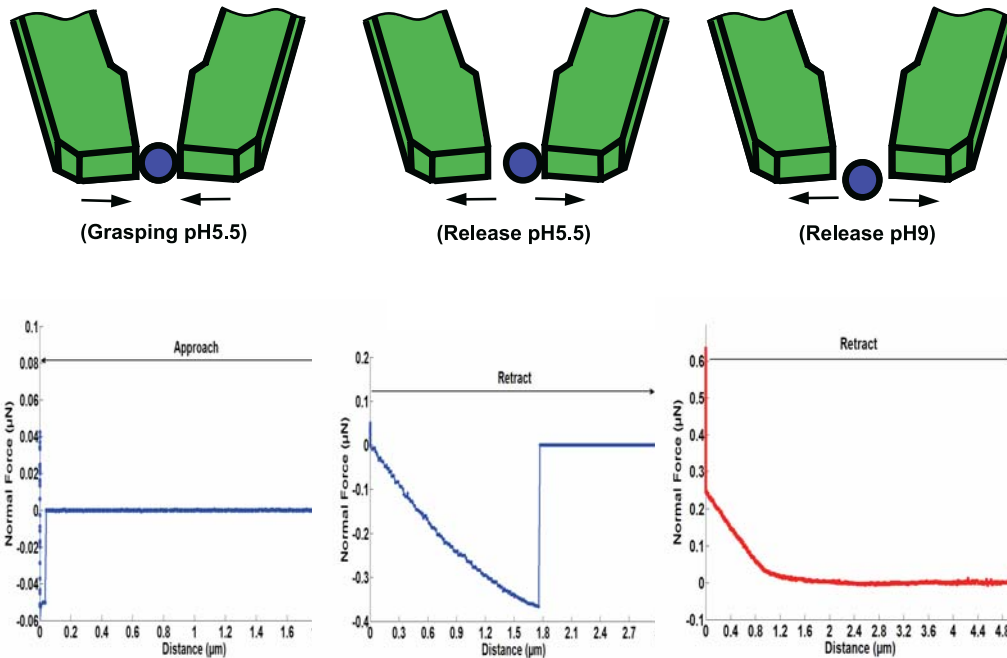 (Grasping pH5.5)
(Release pH5.5)
(Release pH9)
Approach
0.1
0.08
0.06
0.04
0.02
0
-0.02
-0.04
-0.06
Normal Force (µN)
0 0.2 0.4 0.6 0.8 1 1.2 1.4 1.6
Distance (µm)
Retract
0.2
0.1
0
-0.1
-0.2
-0.3
-0.4
Normal Force (µN)
0 0.3 0.6 0.9 1.2 1.5 1.8 2.1 2.4 2.7
Distance (µm)
Retract
0.6
0.5
0.4
0.3
0.2
0.1
0
-0.1
Normal Force (µN)
0 0.4 0.8 1.2 1.6 2 2.4 2.8 3.2 3.6 4 4.4 4.8
Distance (µm)